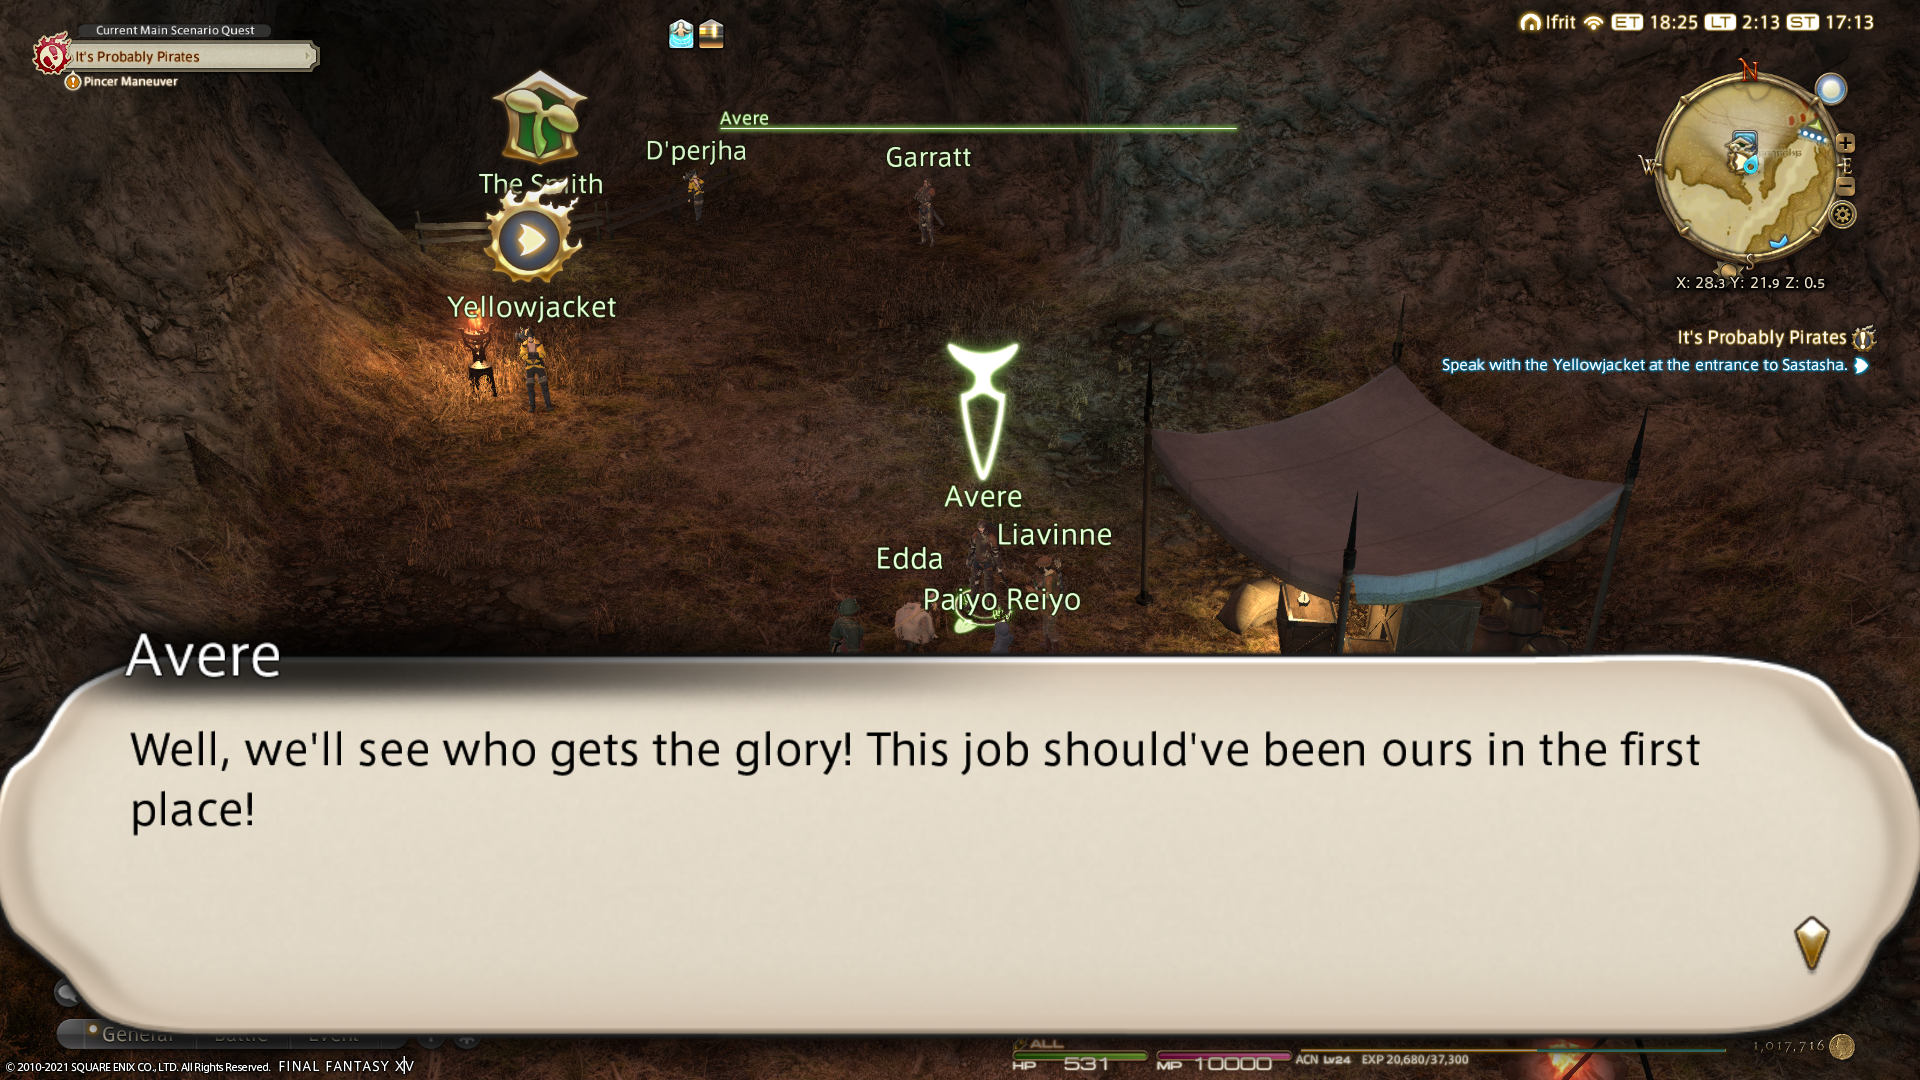 Current Main Scenario Quest
It's Probably Pirates
Pincer Maneuver
Ifrit ET 18:25 LT 2:13 ST 17:13
N
W
E
S
X: 28.3 Y: 21.9 Z: 0.5
It's Probably Pirates
Speak with the Yellowjacket at the entrance to Sastasha.
Avere
D'perjha
Garratt
The Smith
Yellowjacket
Avere
Liavinne
Edda
Paiyo Reiyo
Avere
Well, we'll see who gets the glory! This job should've been ours in the first
place!
General Battle Event
ALL
HP 531 MP 10000 ACN Lv24 EXP 20,680/37,300
1,017,716
© 2010-2021 SQUARE ENIX CO., LTD. All Rights Reserved. FINAL FANTASY XIV